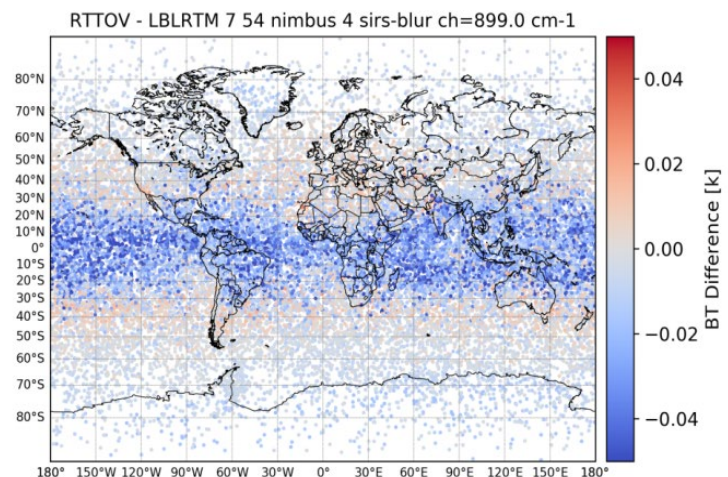 RTTOV - LBLRTM 7 54 nimbus 4 sirs-blur ch=899.0 cm-1
80°N
70°N
60°N
50°N
40°N
30°N
20°N
10°N
0°
10°S
20°S
30°S
40°S
50°S
60°S
70°S
80°S
180° 150°W 120°W 90°W 60°W 30°W 0° 30°E 60°E 90°E 120°E 150°E 180°
0.04
0.02
0.00
−0.02
−0.04
BT Difference [k]